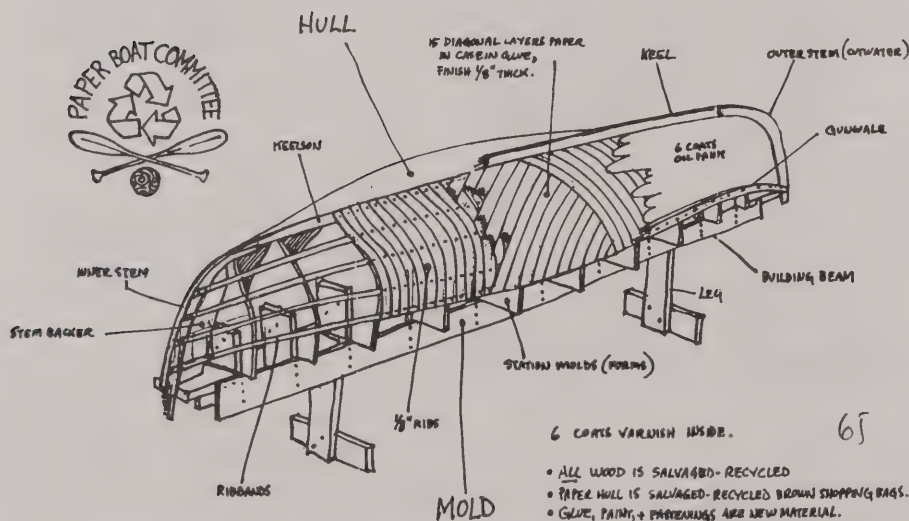 PAPER BOAT COMMITTEE
HULL
15 DIAGONAL LAYERS PAPER
IN CASEIN GLUE,
FINISH 1/8" THICK.
KEEL
OUTER STEM (CUTWATER)
GUNWALE
6 COATS
OIL PAINT
KEELSON
INNER STEM
STEM BACKER
BUILDING BEAM
LEG
STATION MOLDS (FORMS)
1/8" RIBS
RIBBANDS
MOLD
6 COATS VARNISH INSIDE.
65
• ALL WOOD IS SALVAGED-RECYCLED
• PAPER HULL IS SALVAGED-RECYCLED BROWN SHOPPING BAGS.
• GLUE, PAINT, + FASTENINGS ARE NEW MATERIAL.